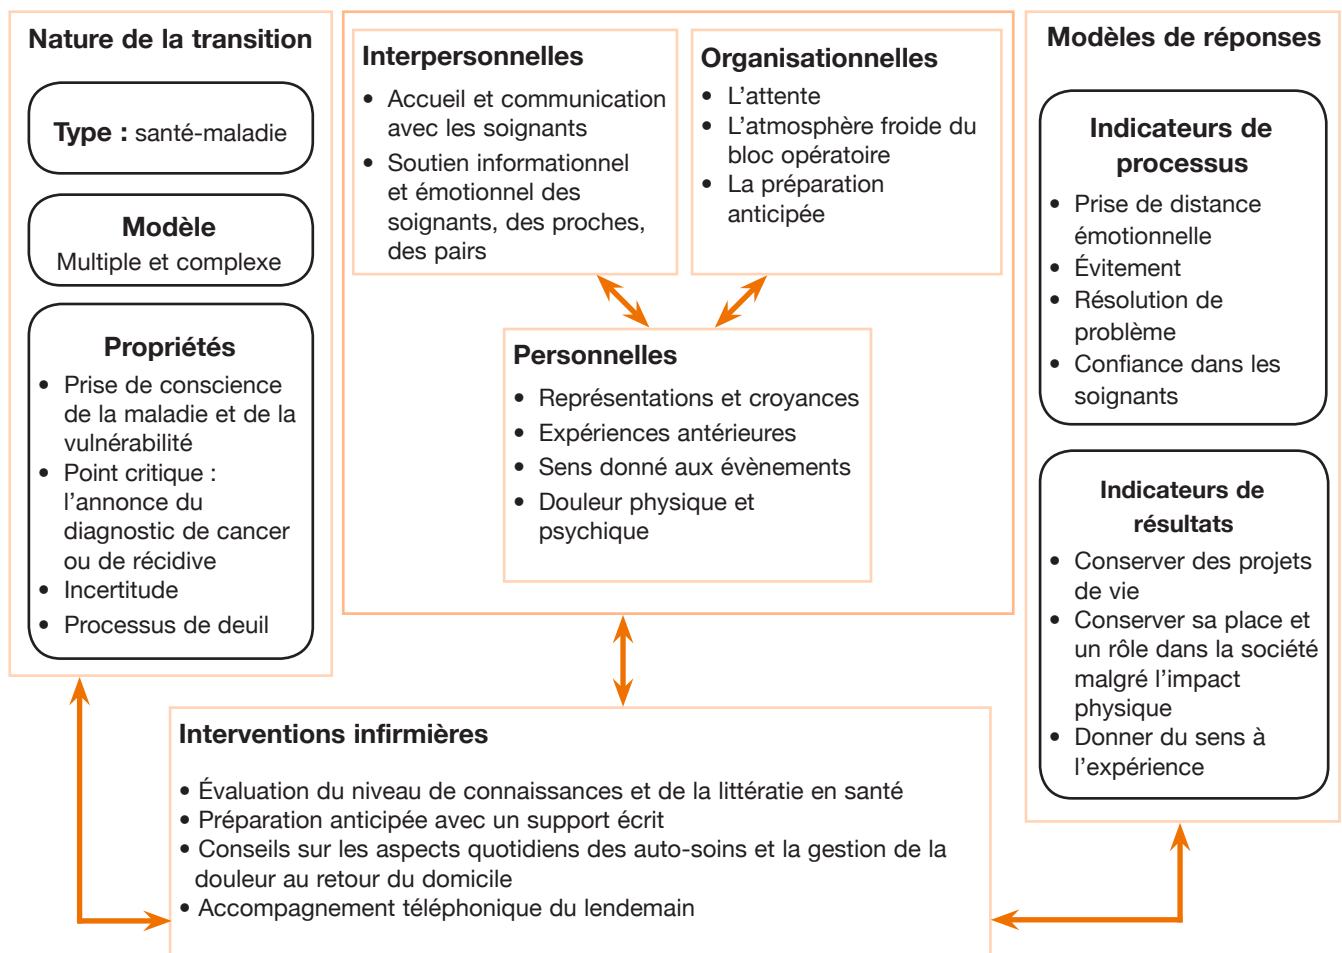 Nature de la transition
Type : santé-maladie
Modèle
Multiple et complexe
Propriétés
• Prise de conscience
de la maladie et de la
vulnérabilité
• Point critique :
l’annonce du
diagnostic de cancer
ou de récidive
• Incertitude
• Processus de deuil
Interpersonnelles
• Accueil et communication
avec les soignants
• Soutien informationnel
et émotionnel des
soignants, des proches,
des pairs
Organisationnelles
• L’attente
• L’atmosphère froide du
bloc opératoire
• La préparation
anticipée
Personnelles
• Représentations et croyances
• Expériences antérieures
• Sens donné aux évènements
• Douleur physique et
psychique
Modèles de réponses
Indicateurs de
processus
• Prise de distance
émotionnelle
• Évitement
• Résolution de
problème
• Confiance dans les
soignants
Indicateurs de
résultats
• Conserver des projets
de vie
• Conserver sa place et
un rôle dans la société
malgré l’impact
physique
• Donner du sens à
l’expérience
Interventions infirmières
• Évaluation du niveau de connaissances et de la littératie en santé
• Préparation anticipée avec un support écrit
• Conseils sur les aspects quotidiens des auto-soins et la gestion de la
douleur au retour du domicile
• Accompagnement téléphonique du lendemain